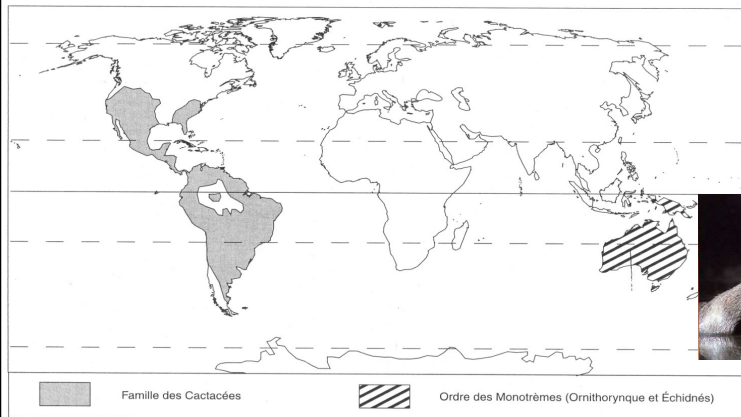 Famille des Cactacées
Ordre des Monotrèmes (Ornithorynque et Échidnés)